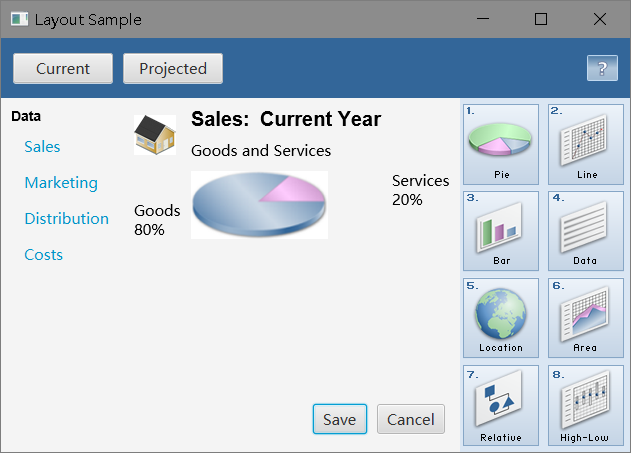 Layout Sample
Current
Projected
?
Data
Sales
Marketing
Distribution
Costs
Sales:  Current Year
Goods and Services
Goods
80%
Services
20%
Save
Cancel
1.
Pie
2.
Line
3.
Bar
4.
Data
5.
Location
6.
Area
7.
Relative
8.
High-Low